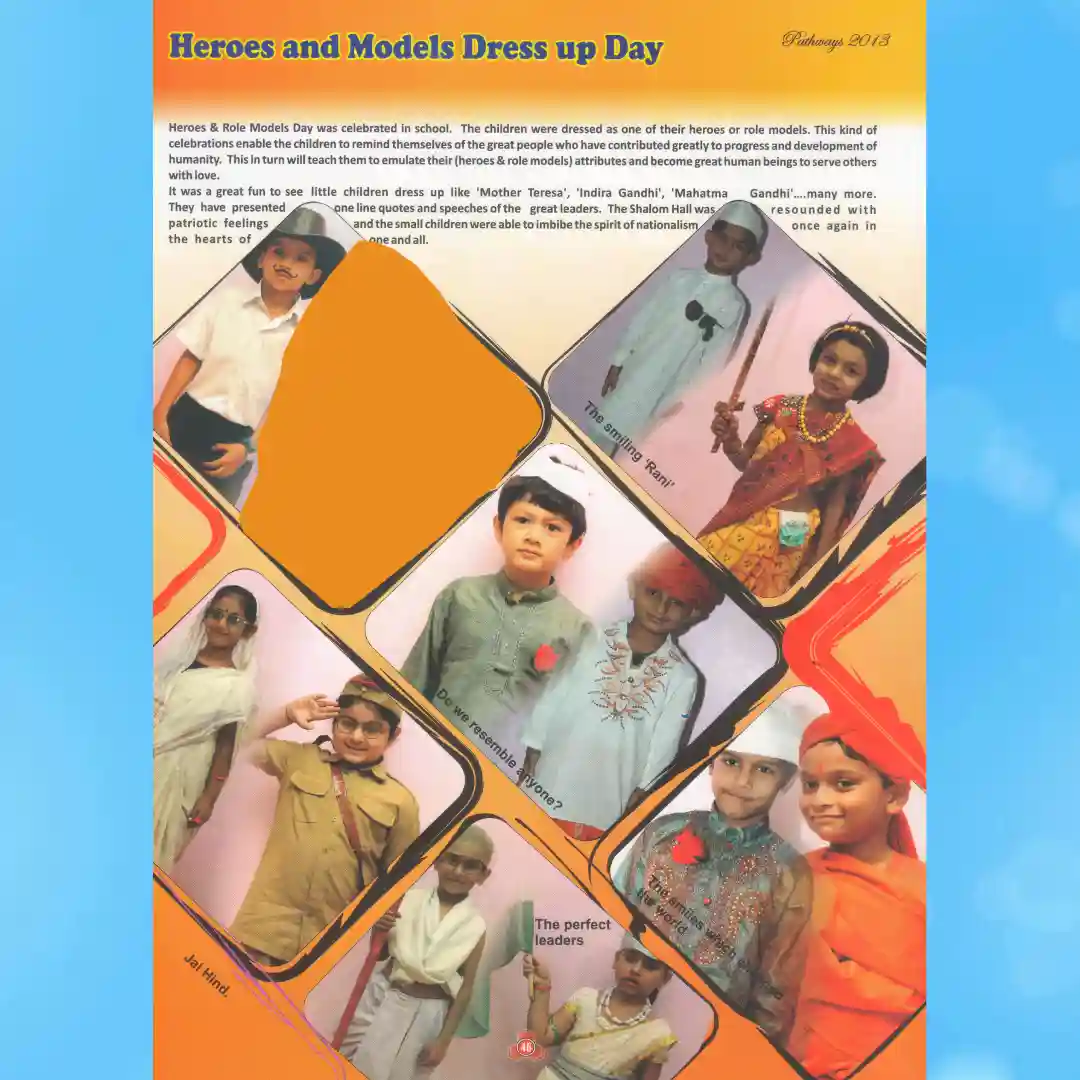 Heroes and Models Dress up Day
Pathways 2013
Heroes & Role Models Day was celebrated in school. The children were dressed as one of their heroes or role models. This kind of
celebrations enable the children to remind themselves of the great people who have contributed greatly to progress and development of
humanity. This in turn will teach them to emulate their (heroes & role models) attributes and become great human beings to serve others
with love.
It was a great fun to see little children dress up like 'Mother Teresa', 'Indira Gandhi', 'Mahatma Gandhi'....many more.
They have presented one line quotes and speeches of the great leaders. The Shalom Hall was resounded with
patriotic feelings and the small children were able to imbibe the spirit of nationalism once again in
the hearts of one and all.
The smiling 'Rani'
Do we resemble anyone?
The smiles which
the world
The perfect
leaders
Jai Hind.
46